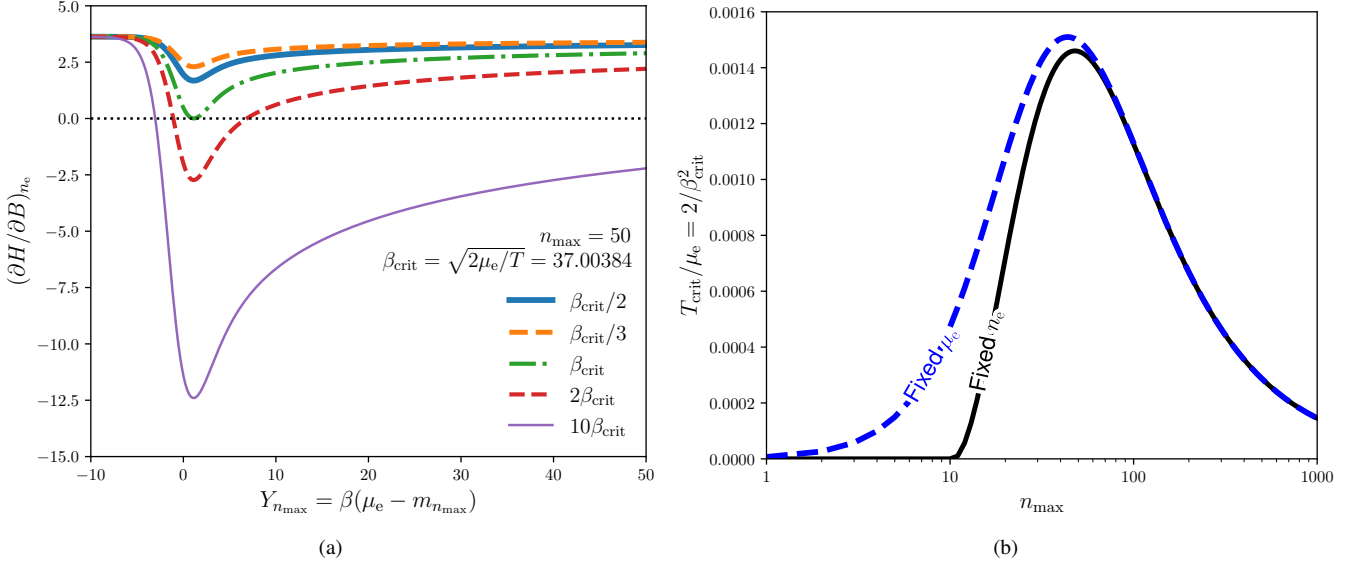 5.0
2.5
0.0
−2.5
−5.0
−7.5
−10.0
−12.5
−15.0
(∂H/∂B)_{n_e}
n_max = 50
β_crit = √(2μ_e/T) = 37.00384
β_crit/2
β_crit/3
β_crit
2β_crit
10β_crit
−10 0 10 20 30 40 50
Y_{n_max} = β(μ_e − m_{n_max})
(a)
0.0016
0.0014
0.0012
0.0010
0.0008
0.0006
0.0004
0.0002
0.0000
T_crit/μ_e = 2/β²_crit
Fixed μ_e
Fixed n_e
1 10 100 1000
n_max
(b)